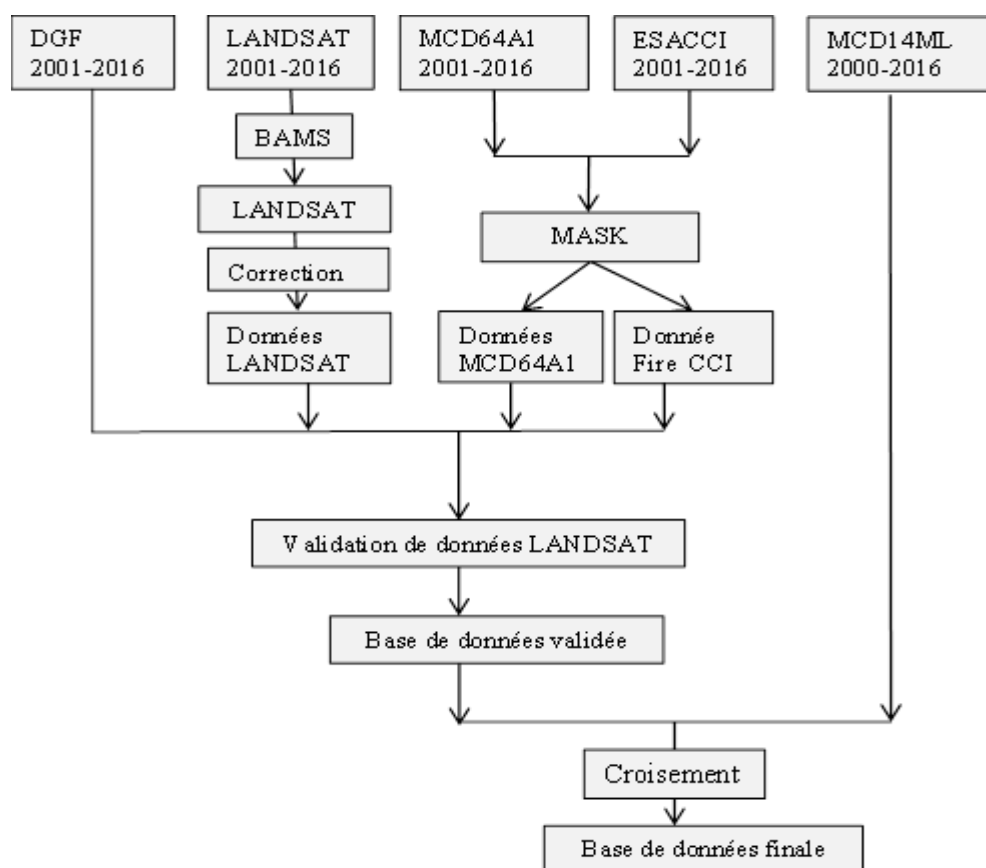 DGF
2001-2016
LANDSAT
2001-2016
MCD64A1
2001-2016
ESACCI
2001-2016
MCD14ML
2000-2016
BAMS
LANDSAT
MASK
Correction
Données
LANDSAT
Données
MCD64A1
Donnée
Fire CCI
Validation de données LANDSAT
Base de données validée
Croisement
Base de données finale